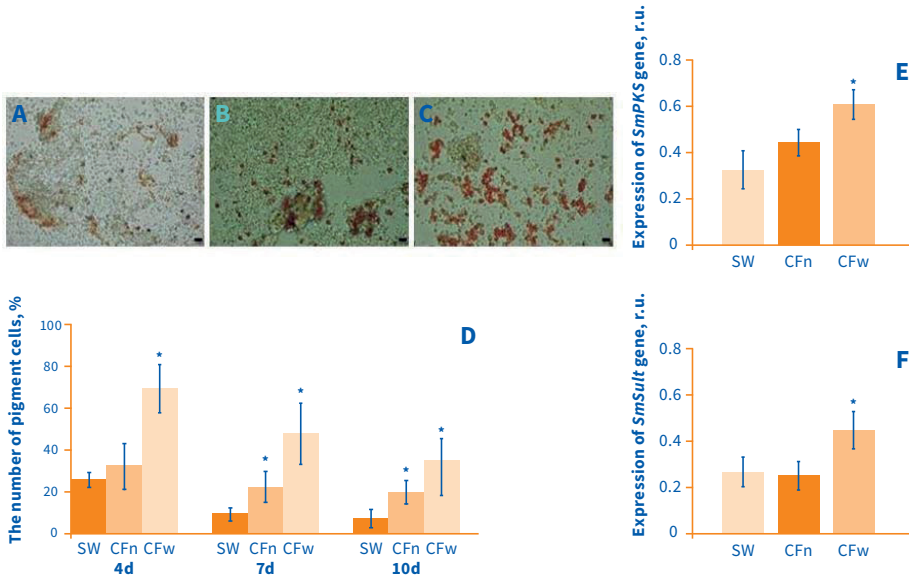 A
B
C
D
The number of pigment cells, %
100
80
60
40
20
0
*
*
*
*
*
SW CFn CFw SW CFn CFw SW CFn CFw
4d 7d 10d
E
Expression of SmPKS gene, r.u.
0.8
0.6
0.4
0.2
0
*
SW CFn CFw
F
Expression of SmSult gene, r.u.
0.8
0.6
0.4
0.2
0
*
SW CFn CFw